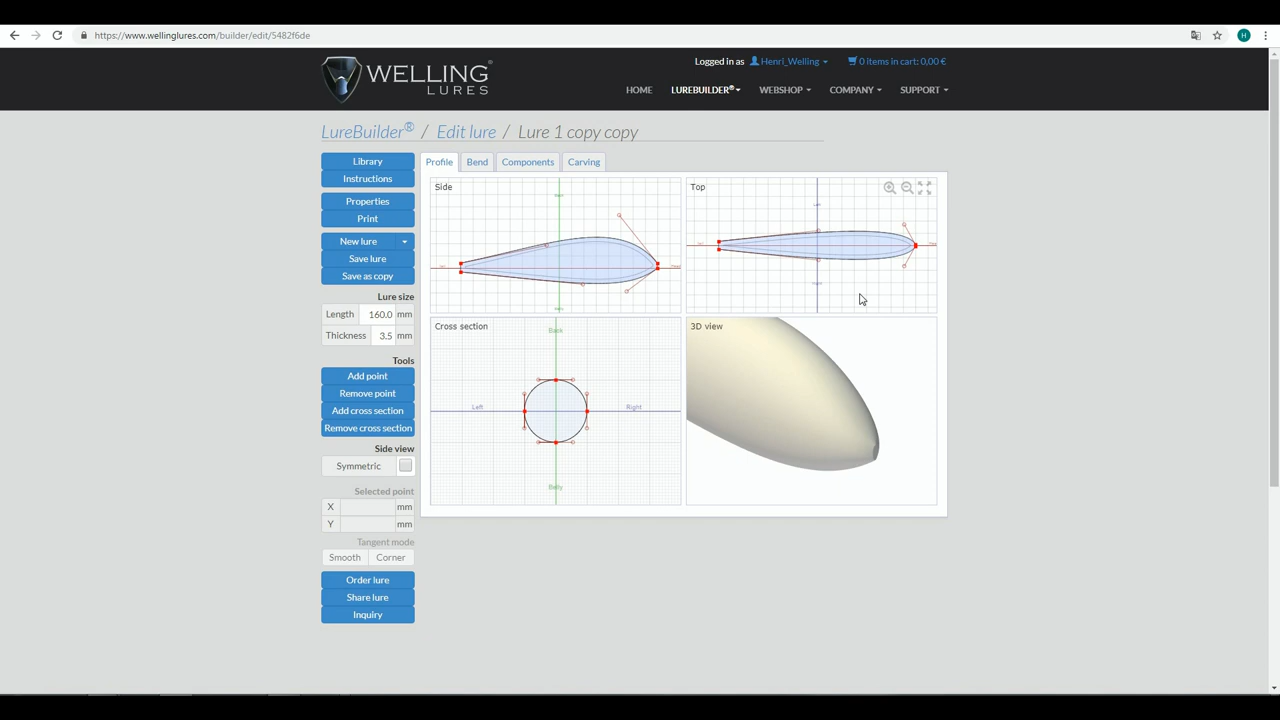 https://www.wellinglures.com/builder/edit/5482f6de
H
WELLING®
LURES
Logged in as Henri_Welling 0 items in cart: 0,00 €
HOME LUREBUILDER® WEBSHOP COMPANY SUPPORT
LureBuilder® / Edit lure / Lure 1 copy copy
Library
Instructions
Properties
Print
New lure
Save lure
Save as copy
Lure size
Length 160.0 mm
Thickness 3.5 mm
Tools
Add point
Remove point
Add cross section
Remove cross section
Side view
Symmetric
Selected point
X mm
Y mm
Tangent mode
Smooth Corner
Order lure
Share lure
Inquiry
Profile Bend Components Carving
Side
Top
Cross section
Back
Left Right
Belly
3D view